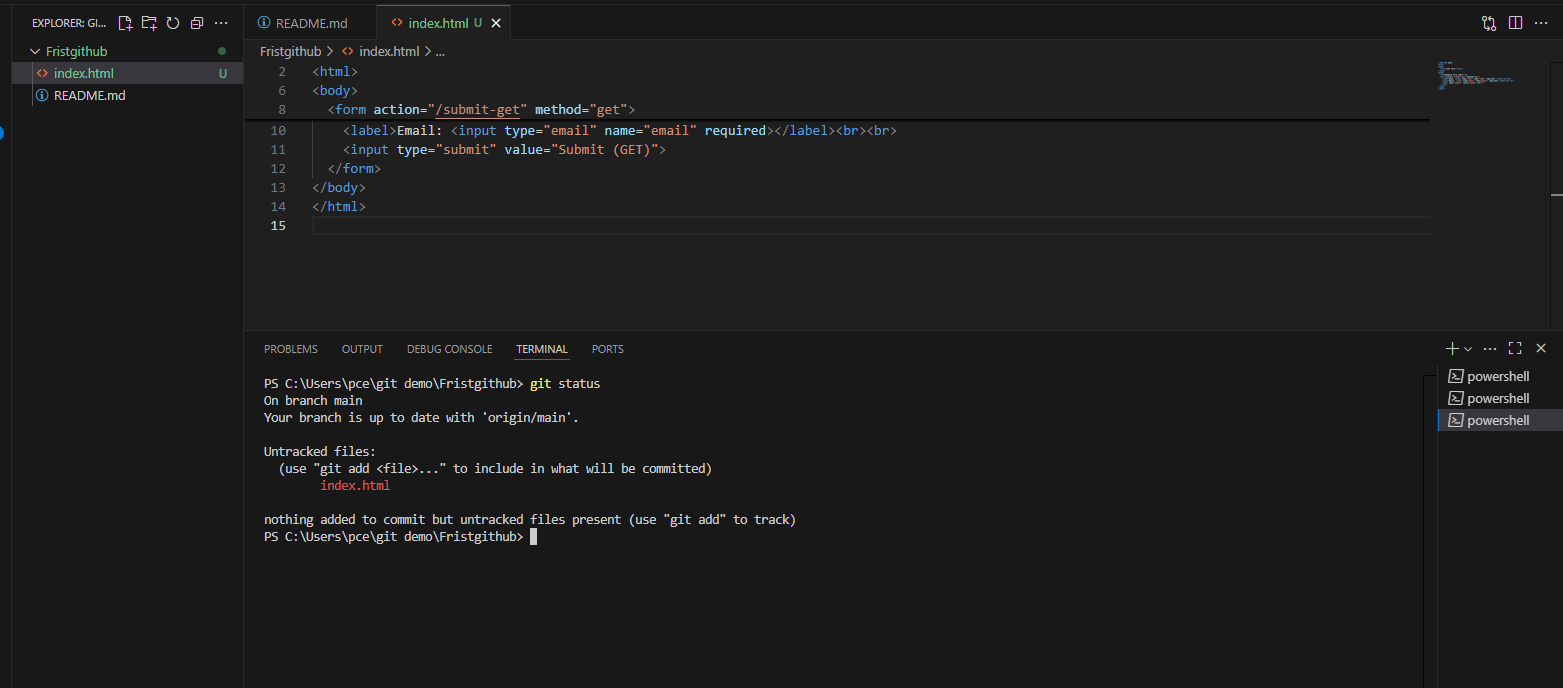 EXPLORER: GI...
Fristgithub
index.html U
README.md
README.md
index.html U
Fristgithub > index.html > ...
2 <html>
6 <body>
8 <form action="/submit-get" method="get">
10 <label>Email: <input type="email" name="email" required></label><br><br>
11 <input type="submit" value="Submit (GET)">
12 </form>
13 </body>
14 </html>
15
PROBLEMS OUTPUT DEBUG CONSOLE TERMINAL PORTS
PS C:\Users\pce\git demo\Fristgithub> git status
On branch main
Your branch is up to date with 'origin/main'.
Untracked files:
(use "git add <file>..." to include in what will be committed)
index.html
nothing added to commit but untracked files present (use "git add" to track)
PS C:\Users\pce\git demo\Fristgithub>
powershell
powershell
powershell